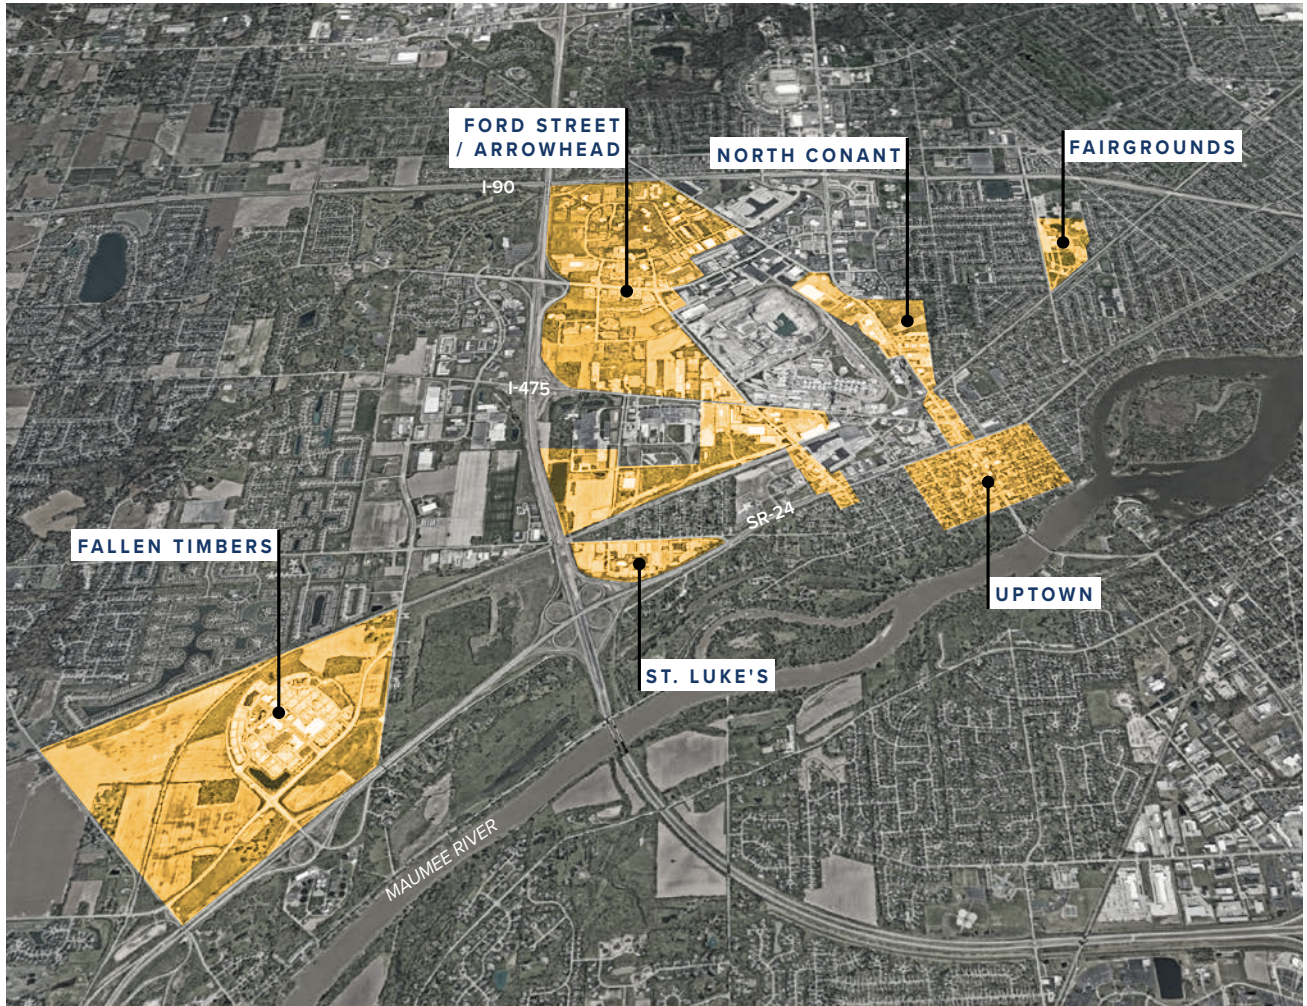 FORD STREET
/ ARROWHEAD
NORTH CONANT
FAIRGROUNDS
I-90
I-475
SR-24
FALLEN TIMBERS
UPTOWN
ST. LUKE'S
MAUMEE RIVER